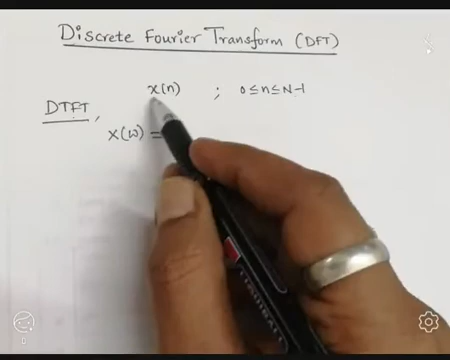 Discrete Fourier Transform (DFT)
x(n) ; 0≤n≤N-1
DTFT,
X(ω) =